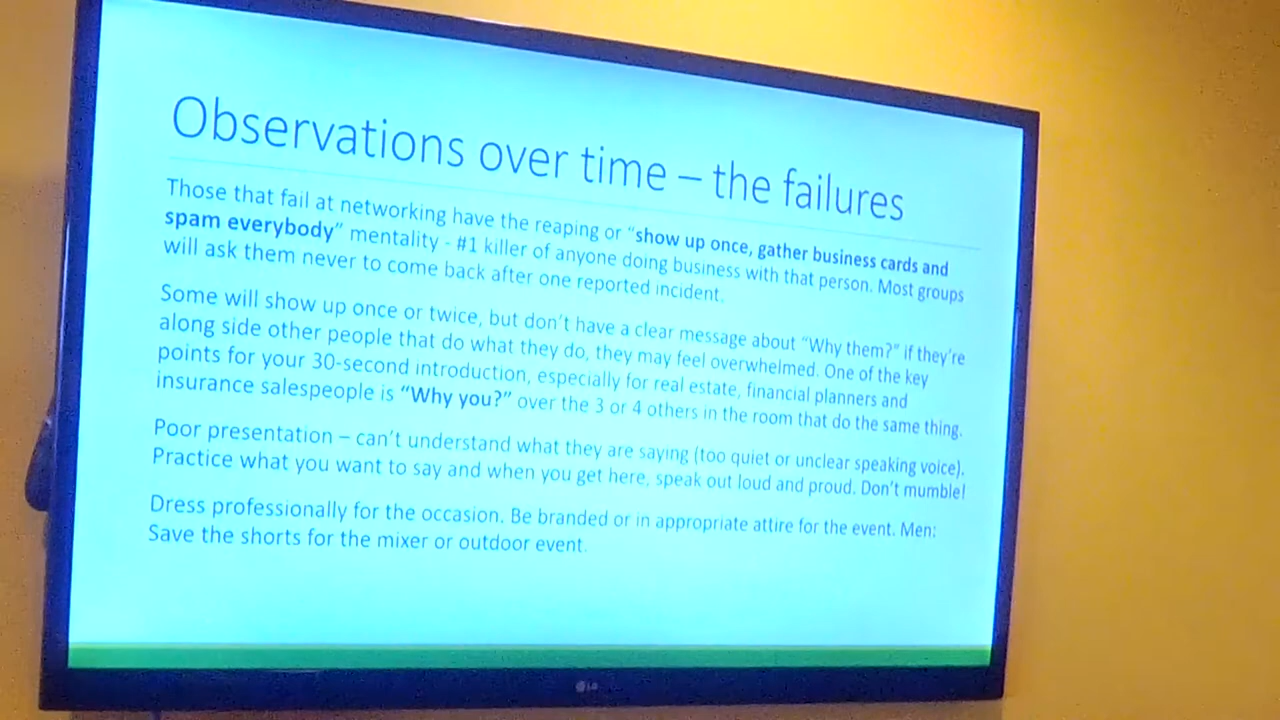 Observations over time – the failures
Those that fail at networking have the reaping or “show up once, gather business cards and
spam everybody” mentality - #1 killer of anyone doing business with that person. Most groups
will ask them never to come back after one reported incident.
Some will show up once or twice, but don’t have a clear message about “Why them?” if they’re
along side other people that do what they do, they may feel overwhelmed. One of the key
points for your 30-second introduction, especially for real estate, financial planners and
insurance salespeople is “Why you?” over the 3 or 4 others in the room that do the same thing.
Poor presentation – can’t understand what they are saying (too quiet or unclear speaking voice).
Practice what you want to say and when you get here, speak out loud and proud. Don’t mumble!
Dress professionally for the occasion. Be branded or in appropriate attire for the event. Men:
Save the shorts for the mixer or outdoor event.
LG